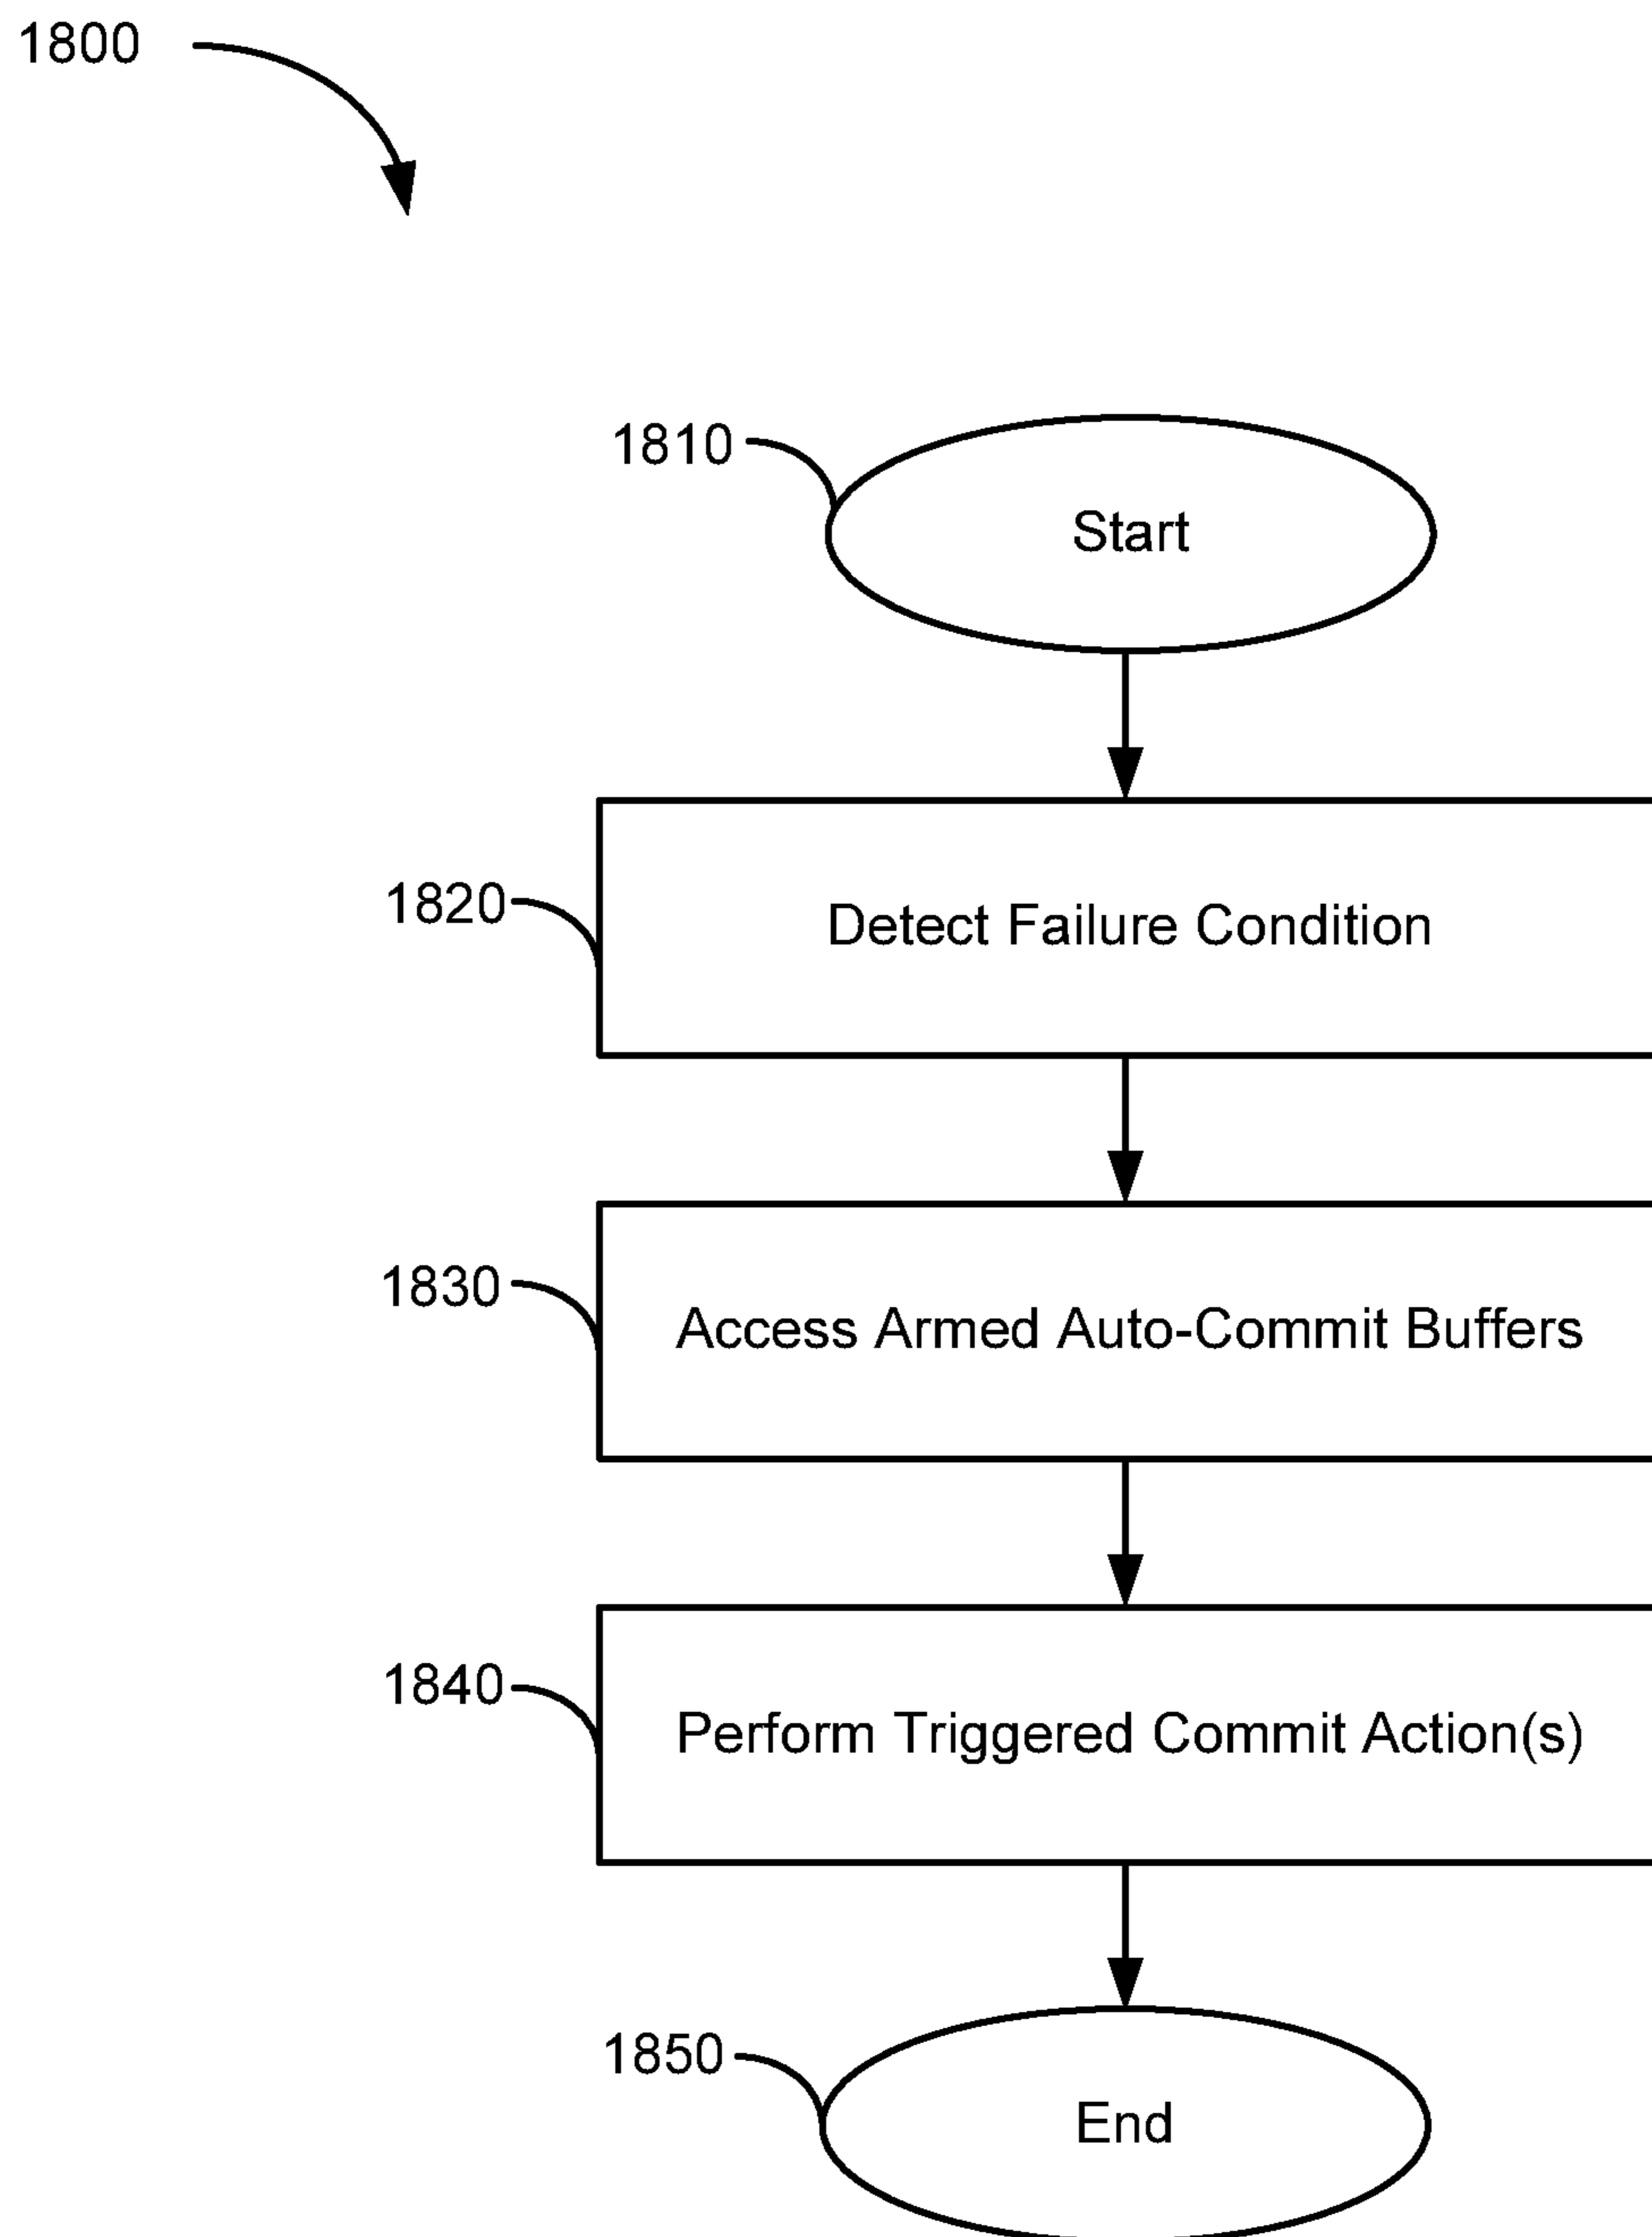 1800
1810
Start
1820
Detect Failure Condition
1830
Access Armed Auto-Commit Buffers
1840
Perform Triggered Commit Action(s)
1850
End